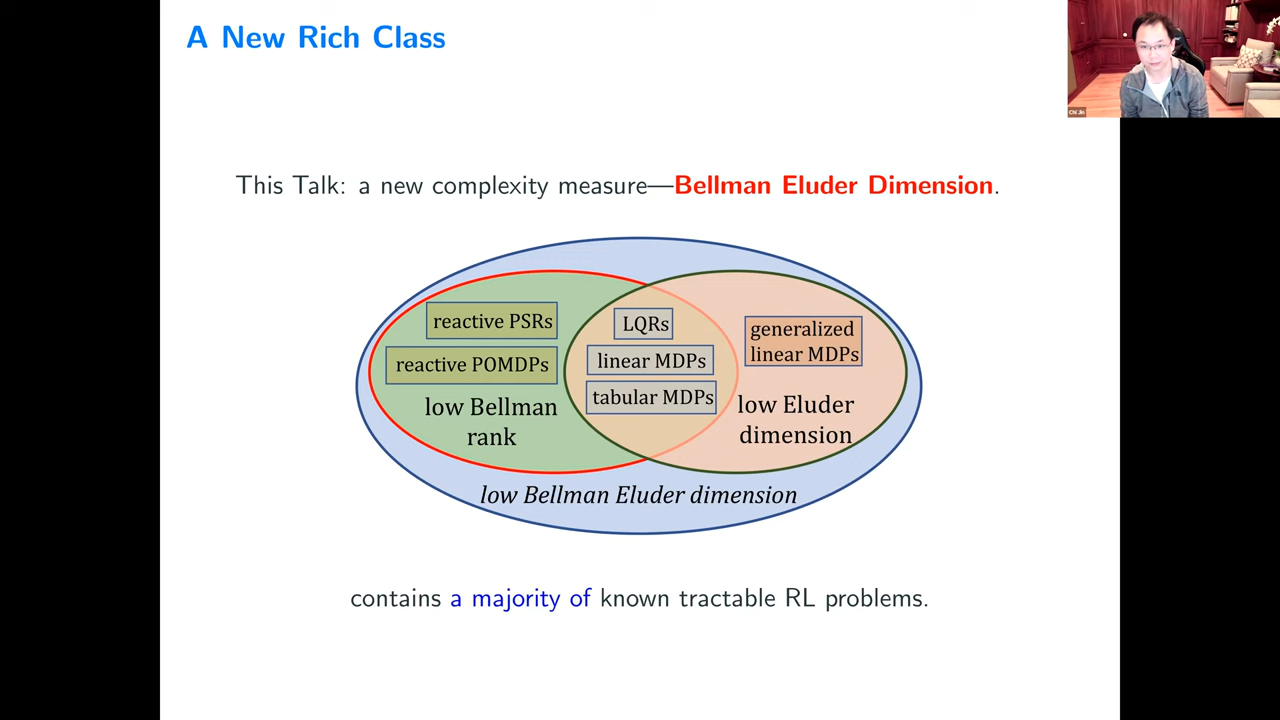 A New Rich Class
Chi Jin
This Talk: a new complexity measure—Bellman Eluder Dimension.
reactive PSRs
reactive POMDPs
low Bellman
rank
LQRs
linear MDPs
tabular MDPs
generalized
linear MDPs
low Eluder
dimension
low Bellman Eluder dimension
contains a majority of known tractable RL problems.